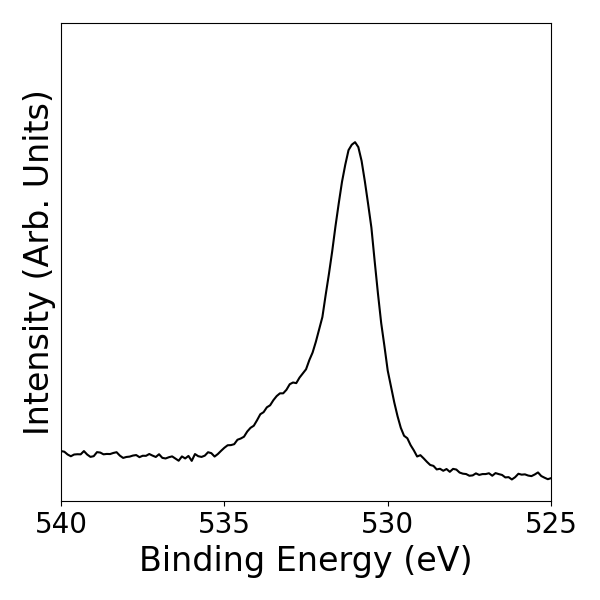 Intensity (Arb. Units)
540
535
530
525
Binding Energy (eV)